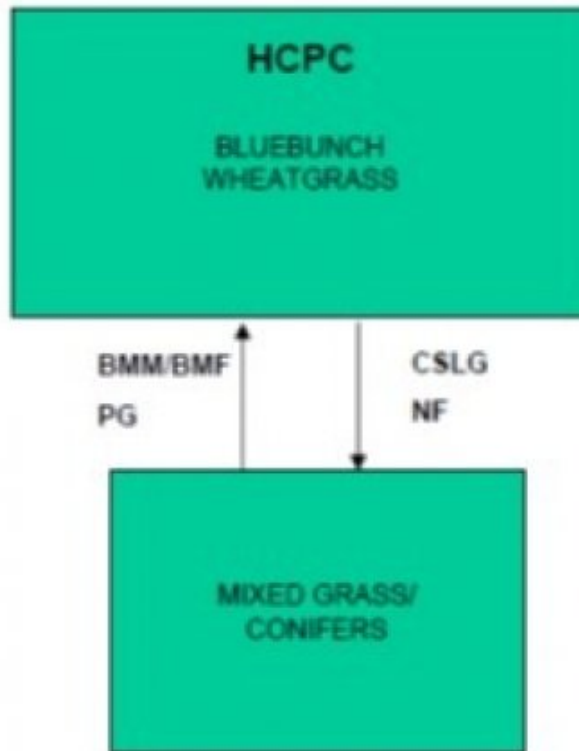 HCPC
BLUEBUNCH
WHEATGRASS
BMM/BMF
PG
CSLG
NF
MIXED GRASS/
CONIFERS